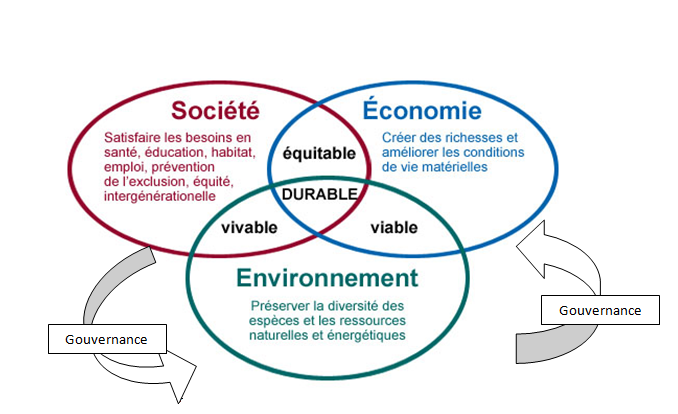 Société
Satisfaire les besoins en
santé, éducation, habitat,
emploi, prévention
de l'exclusion, équité,
intergénérationelle
Économie
Créer des richesses et
améliorer les conditions
de vie matérielles
équitable
DURABLE
vivable
viable
Environnement
Préserver la diversité des
espèces et les ressources
naturelles et énergétiques
Gouvernance
Gouvernance